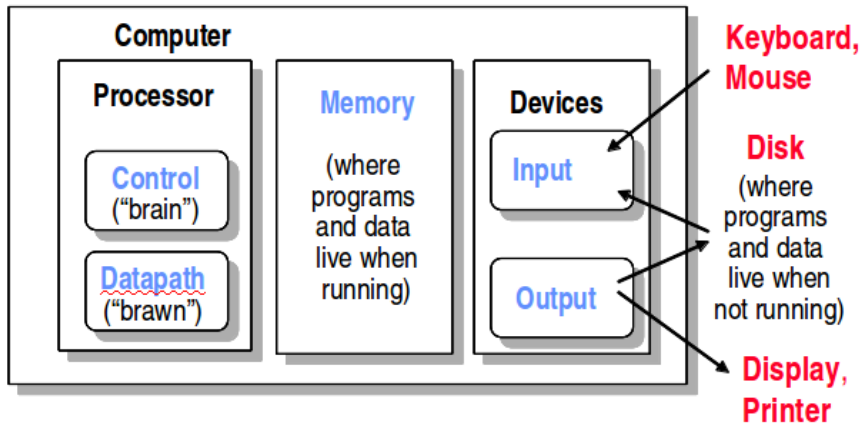 Computer
Processor
Control
(“brain”)
Datapath
(“brawn”)
Memory
(where
programs
and data
live when
running)
Devices
Input
Output
Keyboard,
Mouse
Disk
(where
programs
and data
live when
not running)
Display,
Printer